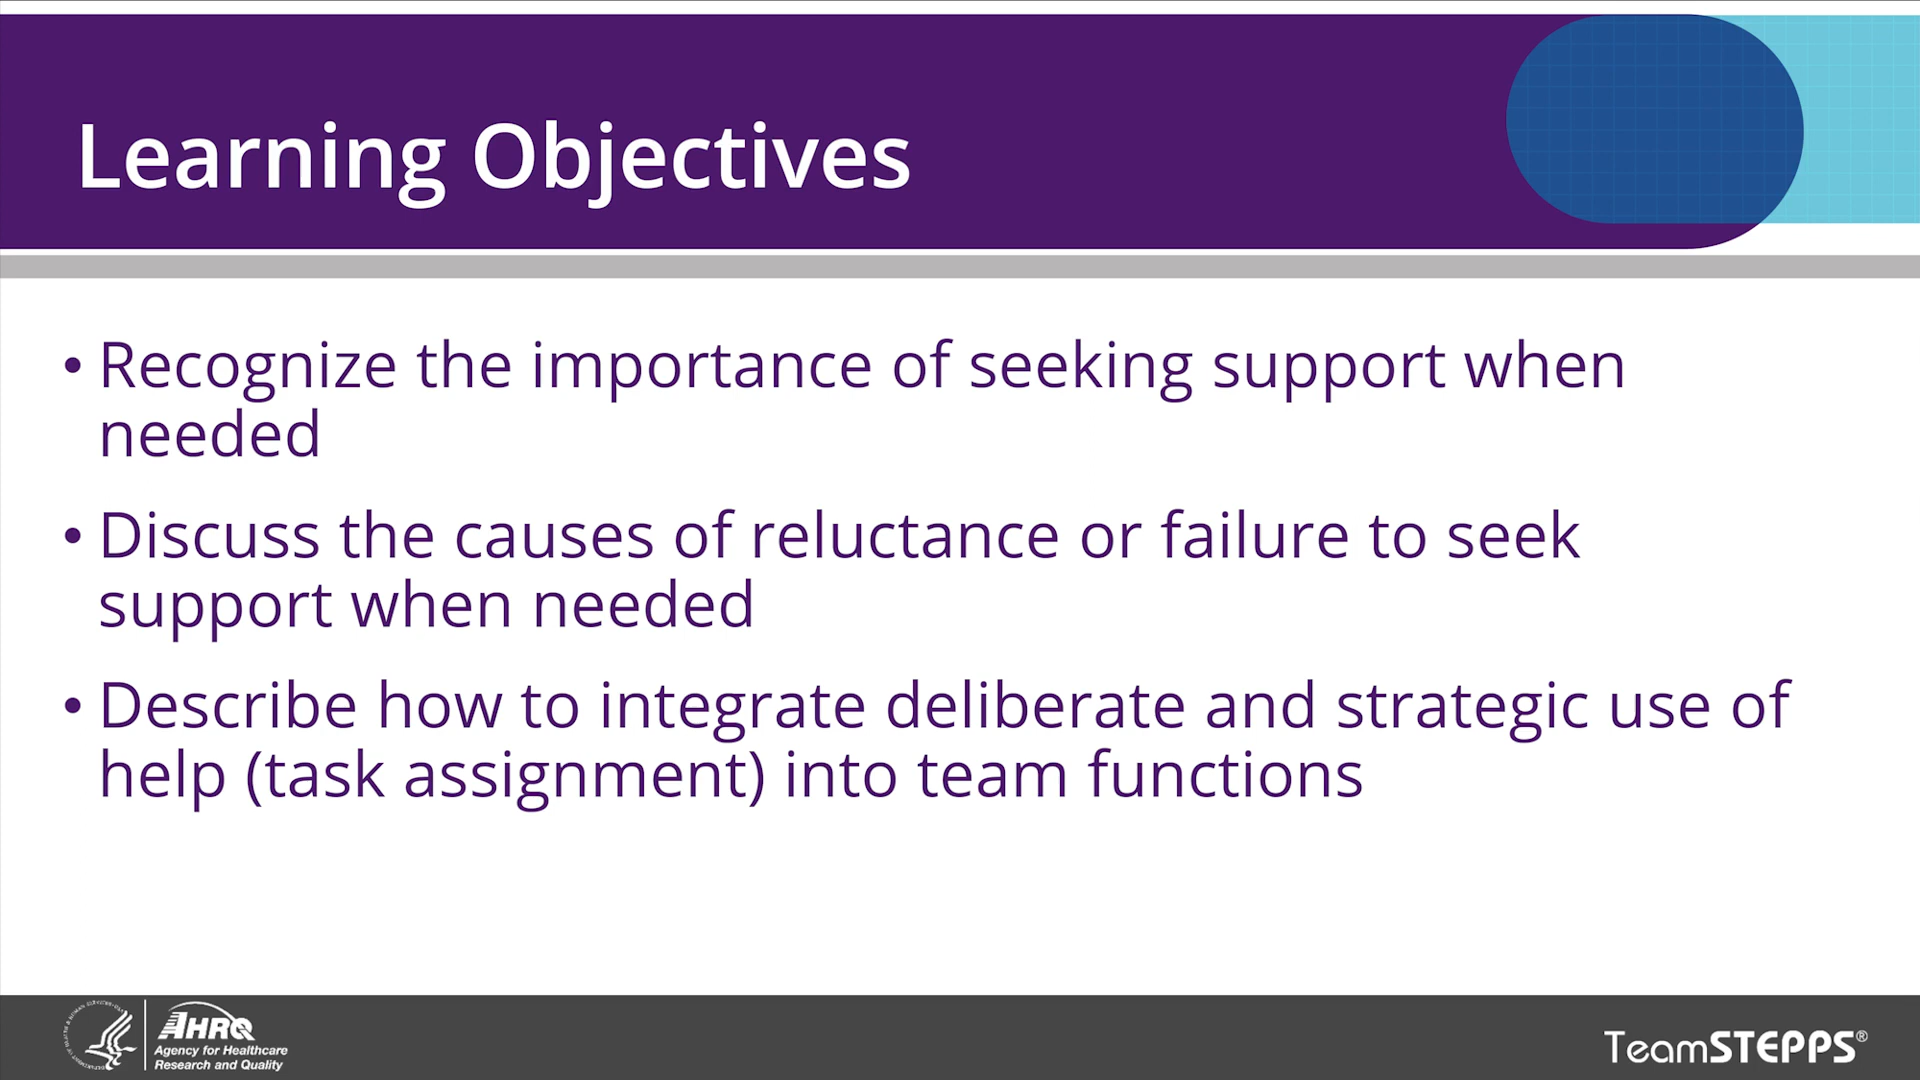 Learning Objectives
• Recognize the importance of seeking support when
needed
• Discuss the causes of reluctance or failure to seek
support when needed
• Describe how to integrate deliberate and strategic use of
help (task assignment) into team functions
AHRQ
Agency for Healthcare
Research and Quality
TeamSTEPPS®